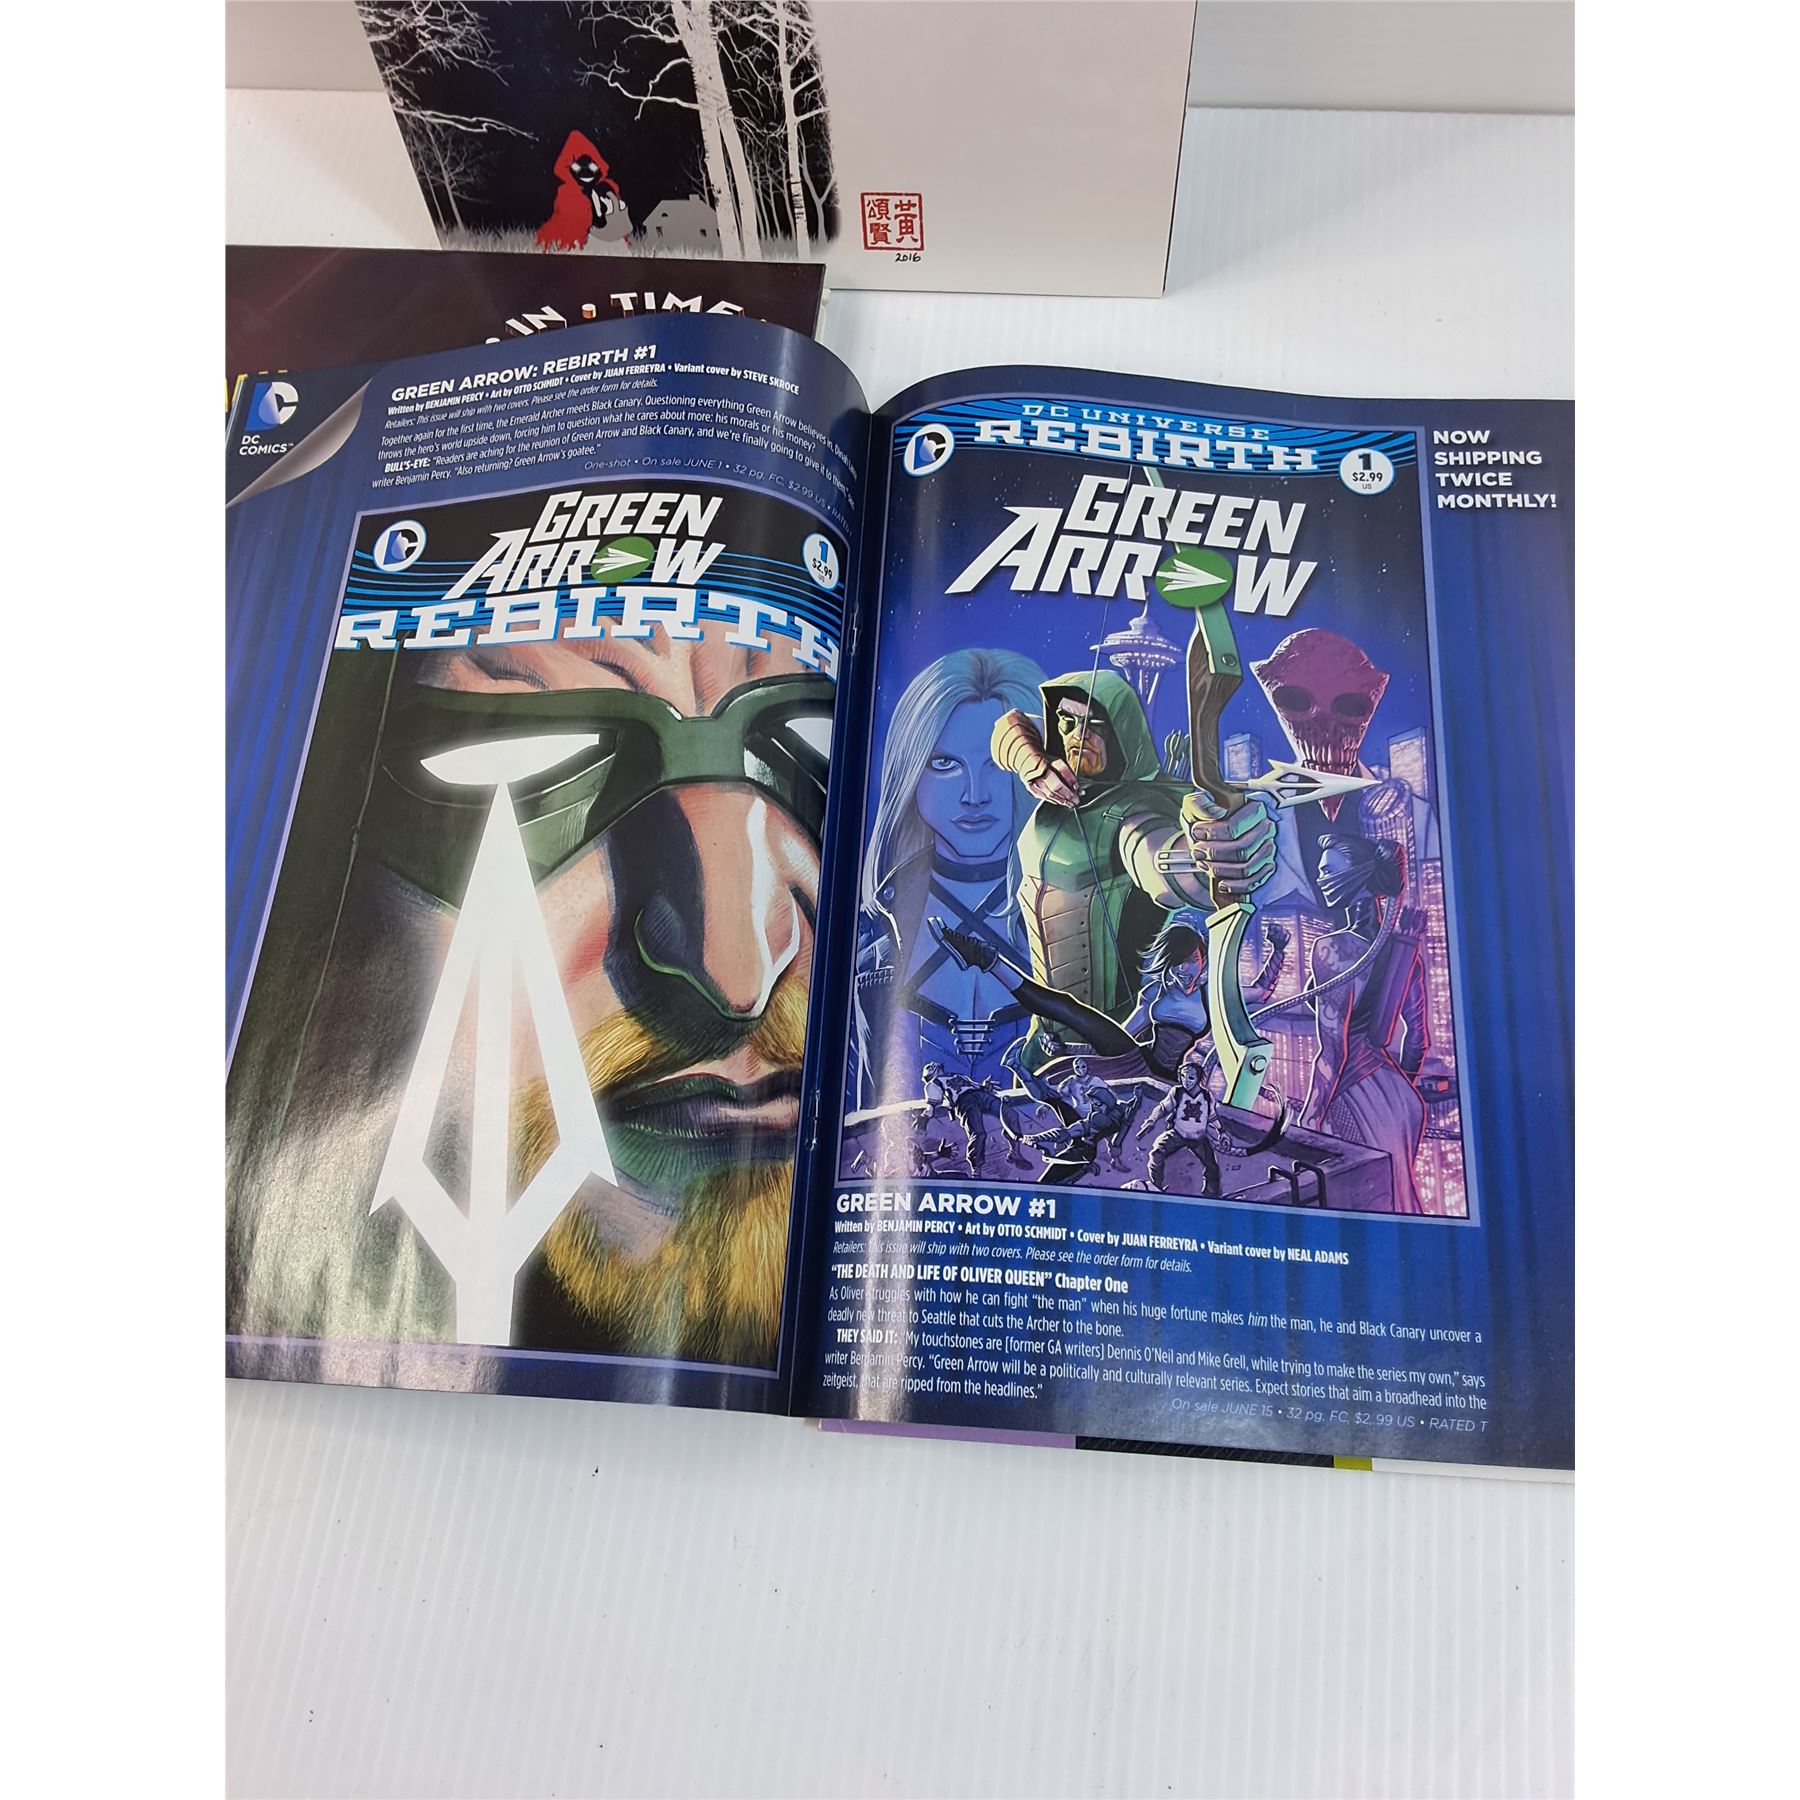 頌黃
賢
2016
IN • TIME
DC
COMICS™
GREEN ARROW: REBIRTH #1
Written by BENJAMIN PERCY • Art by OTTO SCHMIDT • Cover by JUAN FERREYRA • Variant cover by STEVE SKROCE
Retailers: This issue will ship with two covers. Please see the order form for details.
Together again for the first time, the Emerald Archer meets Black Canary. Questioning everything Green Arrow believes in, Dinah
throws the hero's world upside down, forcing him to question what he cares about more: his morals or his money?
BULL'S-EYE: "Readers are aching for the reunion of Green Arrow and Black Canary, and we're finally going to give it to them,"
writer Benjamin Percy. "Also returning? Green Arrow's goatee."
One-shot • On sale JUNE 1 • 32 pg, FC, $2.99 US • RATED T
GREEN
ARROW
1
$2.99
US
REBIRTH
DC UNIVERSE
REBIRTH
1
$2.99
US
GREEN
ARROW
NOW
SHIPPING
TWICE
MONTHLY!
GREEN ARROW #1
Written by BENJAMIN PERCY • Art by OTTO SCHMIDT • Cover by JUAN FERREYRA • Variant cover by NEAL ADAMS
Retailers: This issue will ship with two covers. Please see the order form for details.
"THE DEATH AND LIFE OF OLIVER QUEEN" Chapter One
As Oliver struggles with how he can fight "the man" when his huge fortune makes him the man, he and Black Canary uncover a
deadly new threat to Seattle that cuts the Archer to the bone.
THEY SAID IT: "My touchstones are [former GA writers] Dennis O'Neil and Mike Grell, while trying to make the series my own," says
writer Benjamin Percy. "Green Arrow will be a politically and culturally relevant series. Expect stories that aim a broadhead into the
zeitgeist, that are ripped from the headlines."
On sale JUNE 15 • 32 pg, FC, $2.99 US • RATED T